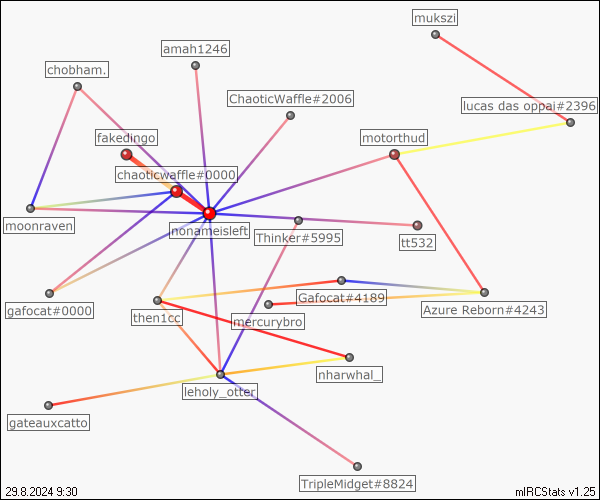 mukszi
amah1246
chobham.
ChaoticWaffle#2006
lucas das oppai#2396
fakedingo
motorthud
chaoticwaffle#0000
moonraven
nonameisleft
Thinker#5995
tt532
gafocat#0000
Gafocat#4189
Azure Reborn#4243
then1cc
mercurybro
nharwhal_
leholy_otter
gateauxcatto
TripleMidget#8824
29.8.2024 9:30
mIRCStats v1.25